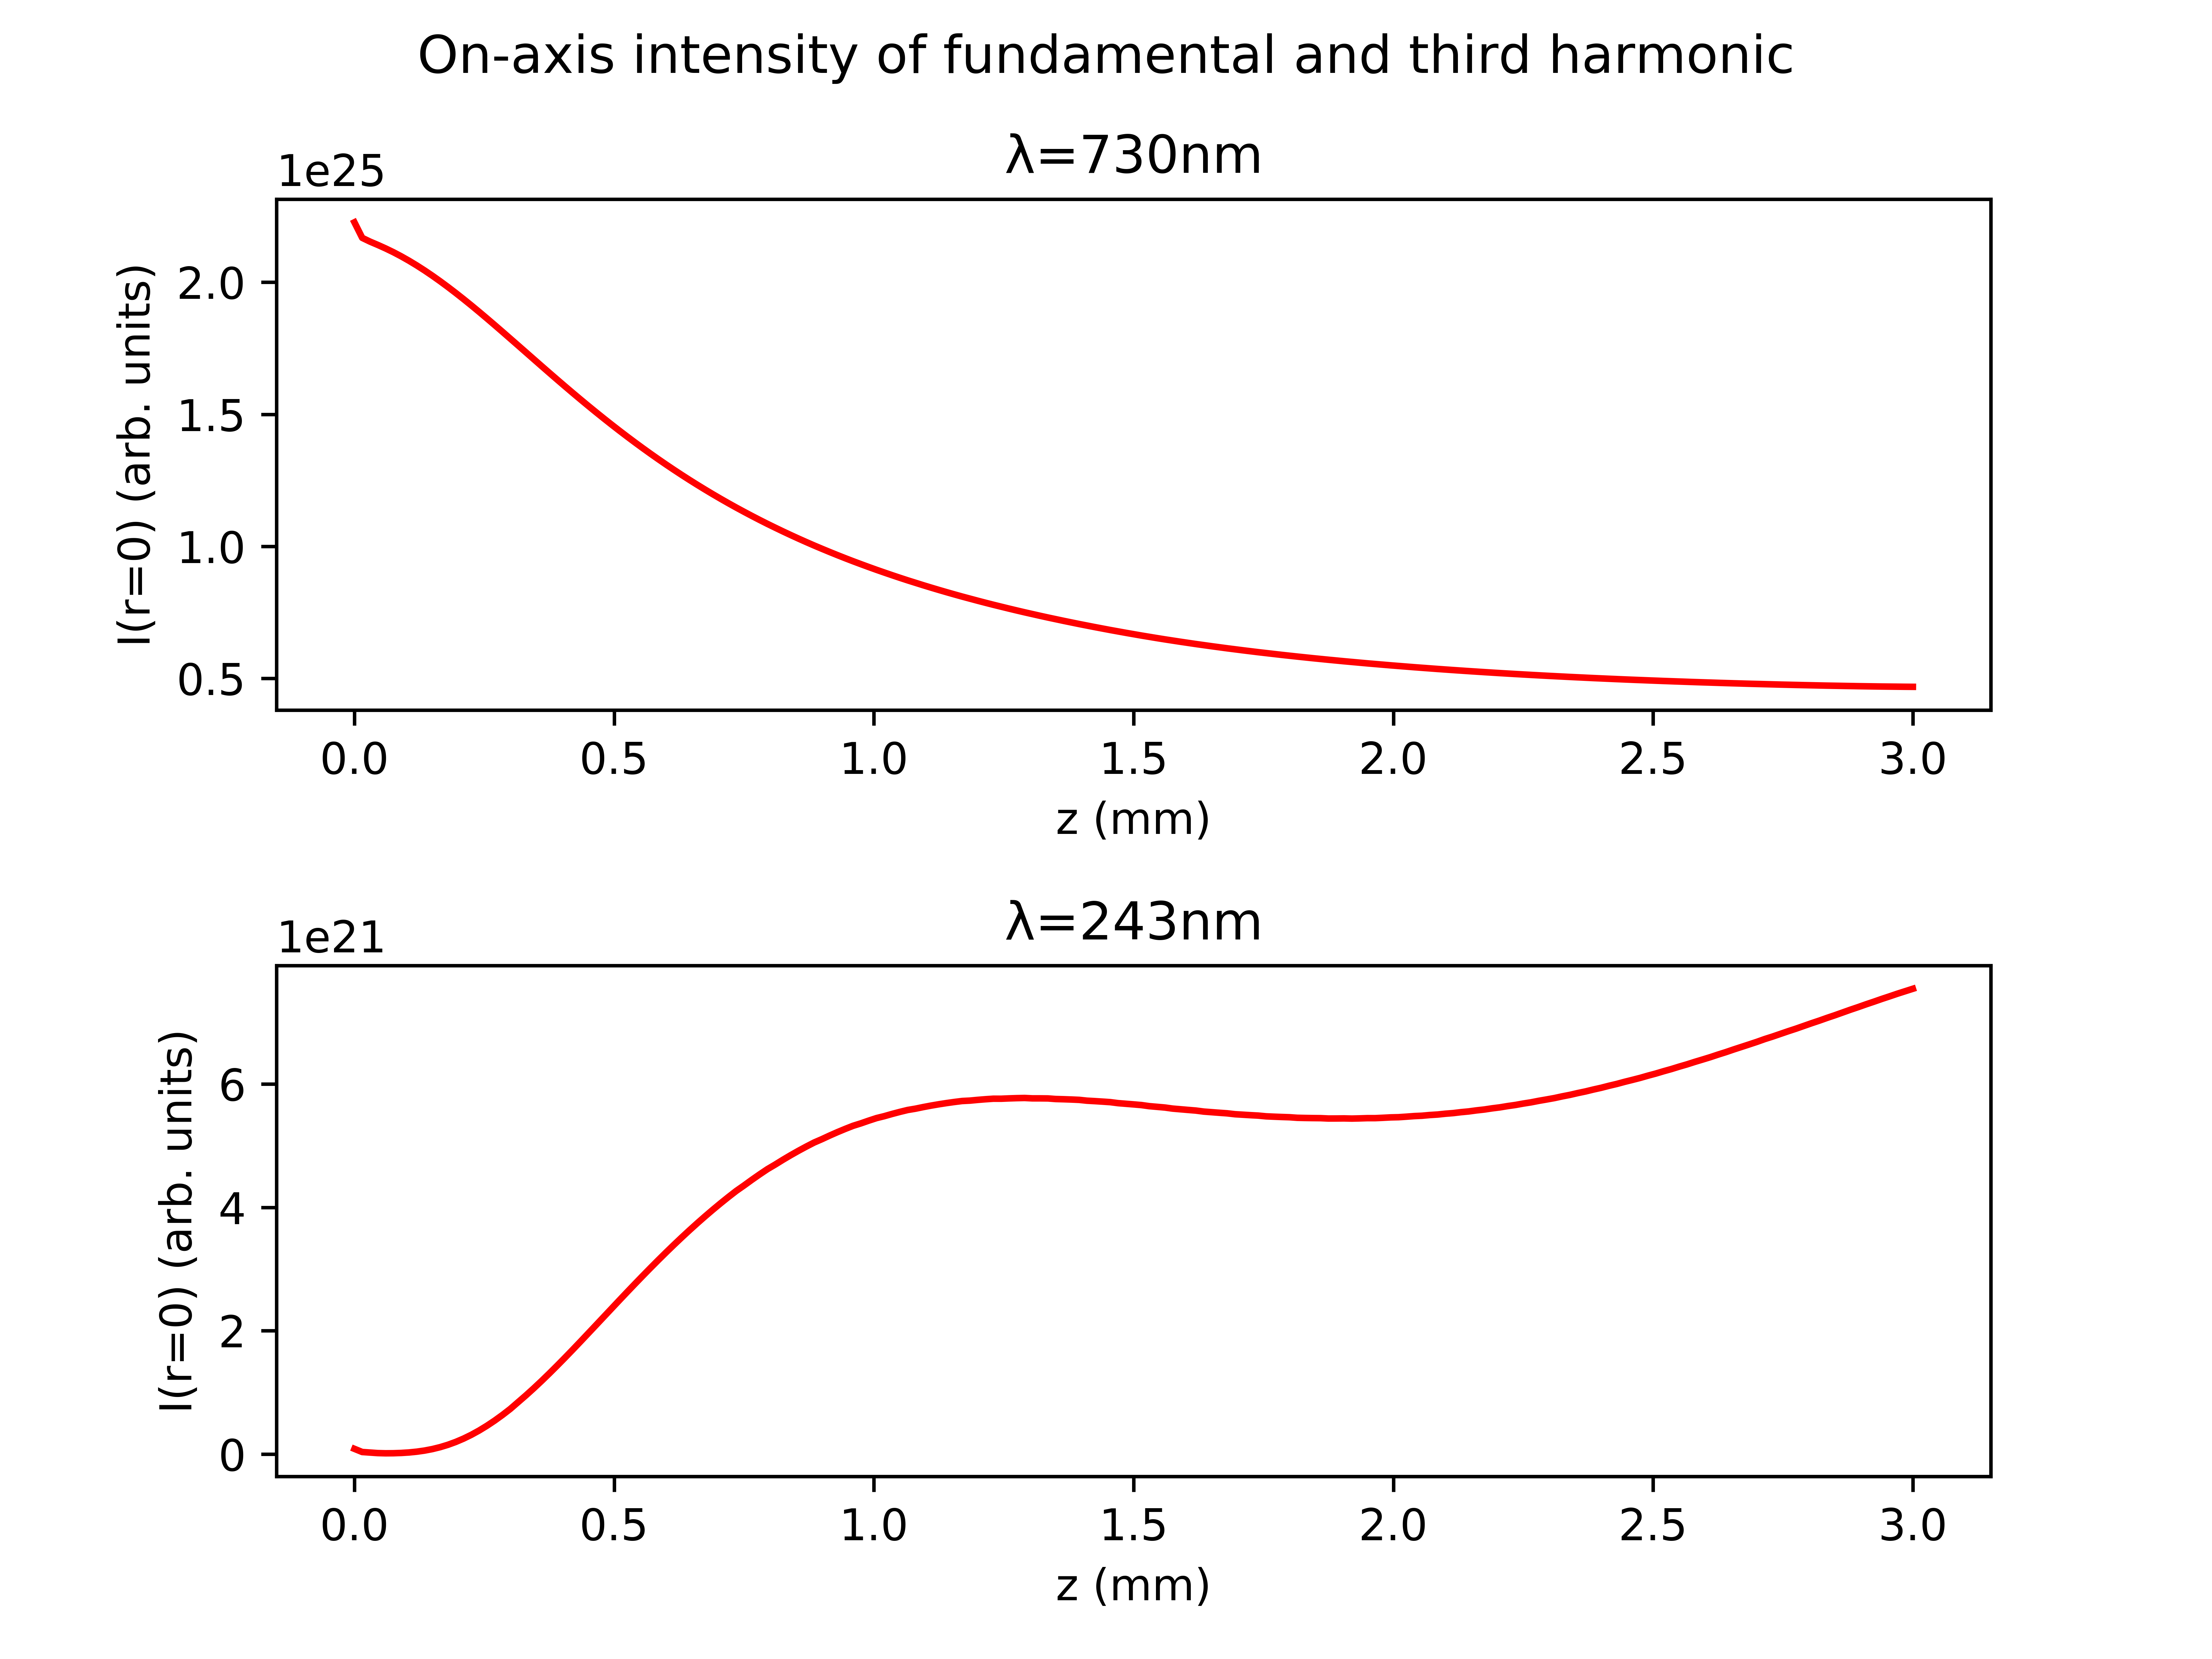 On-axis intensity of fundamental and third harmonic
λ=730nm
1e25
I(r=0) (arb. units)
2.0
1.5
1.0
0.5
0.0 0.5 1.0 1.5 2.0 2.5 3.0
z (mm)
λ=243nm
1e21
I(r=0) (arb. units)
6
4
2
0
0.0 0.5 1.0 1.5 2.0 2.5 3.0
z (mm)